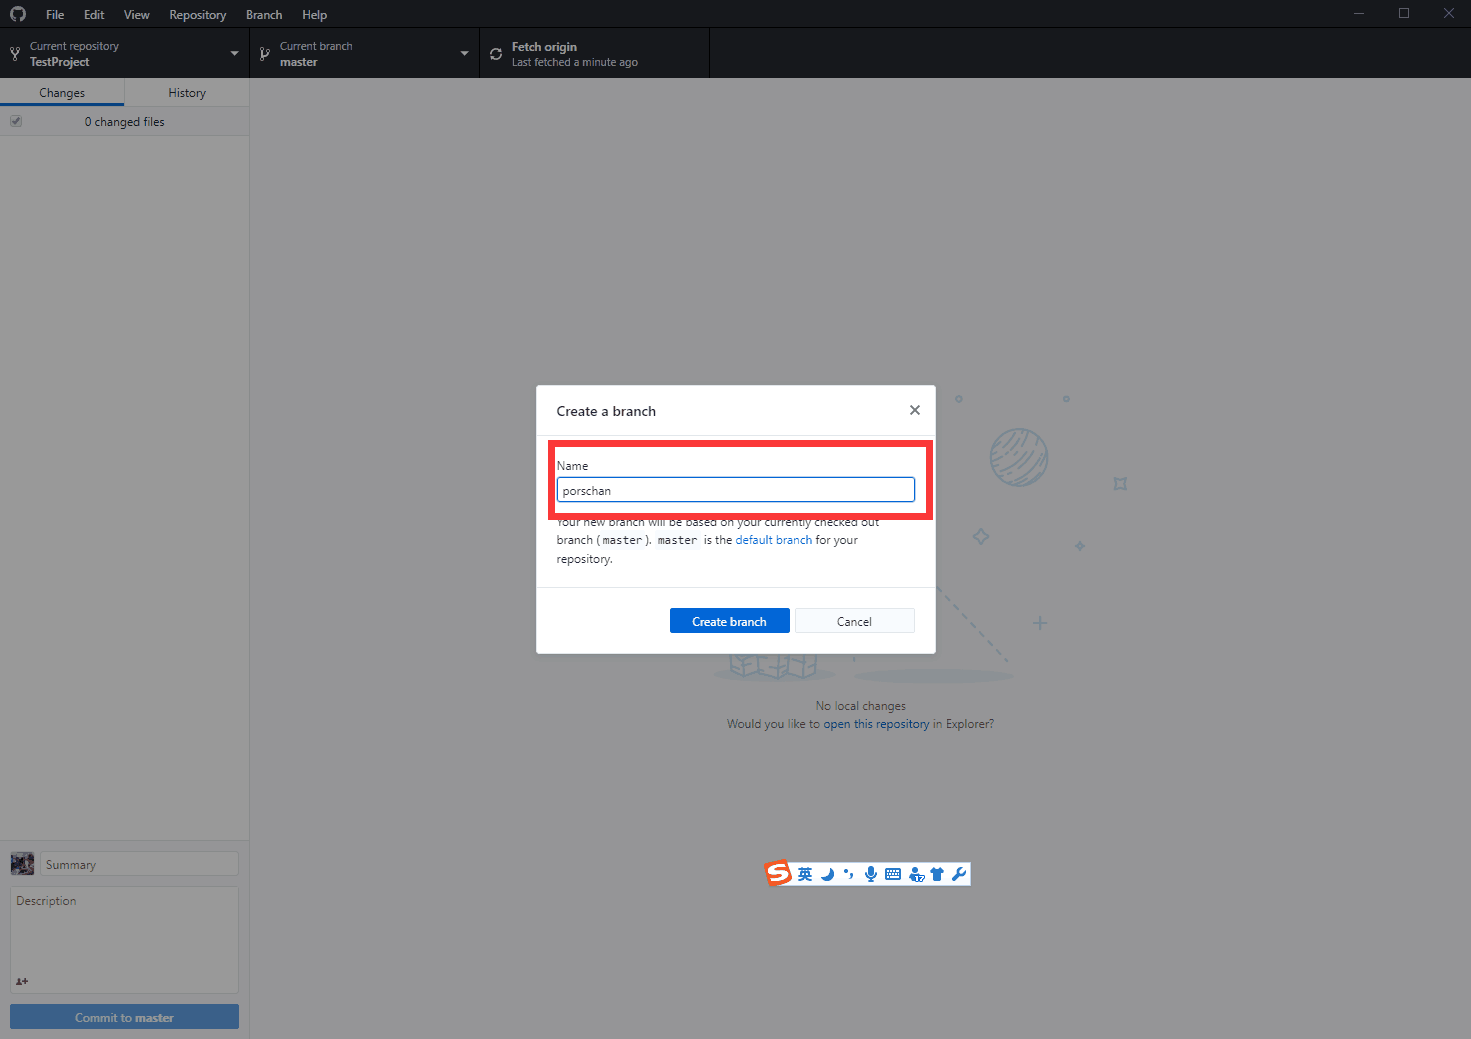 File Edit View Repository Branch Help
Current repository
TestProject
Current branch
master
Fetch origin
Last fetched a minute ago
Changes
History
0 changed files
Create a branch
Name
porschan
Your new branch will be based on your currently checked out
branch (master). master is the default branch for your
repository.
Create branch
Cancel
No local changes
Would you like to open this repository in Explorer?
Summary
Description
Commit to master
S 英